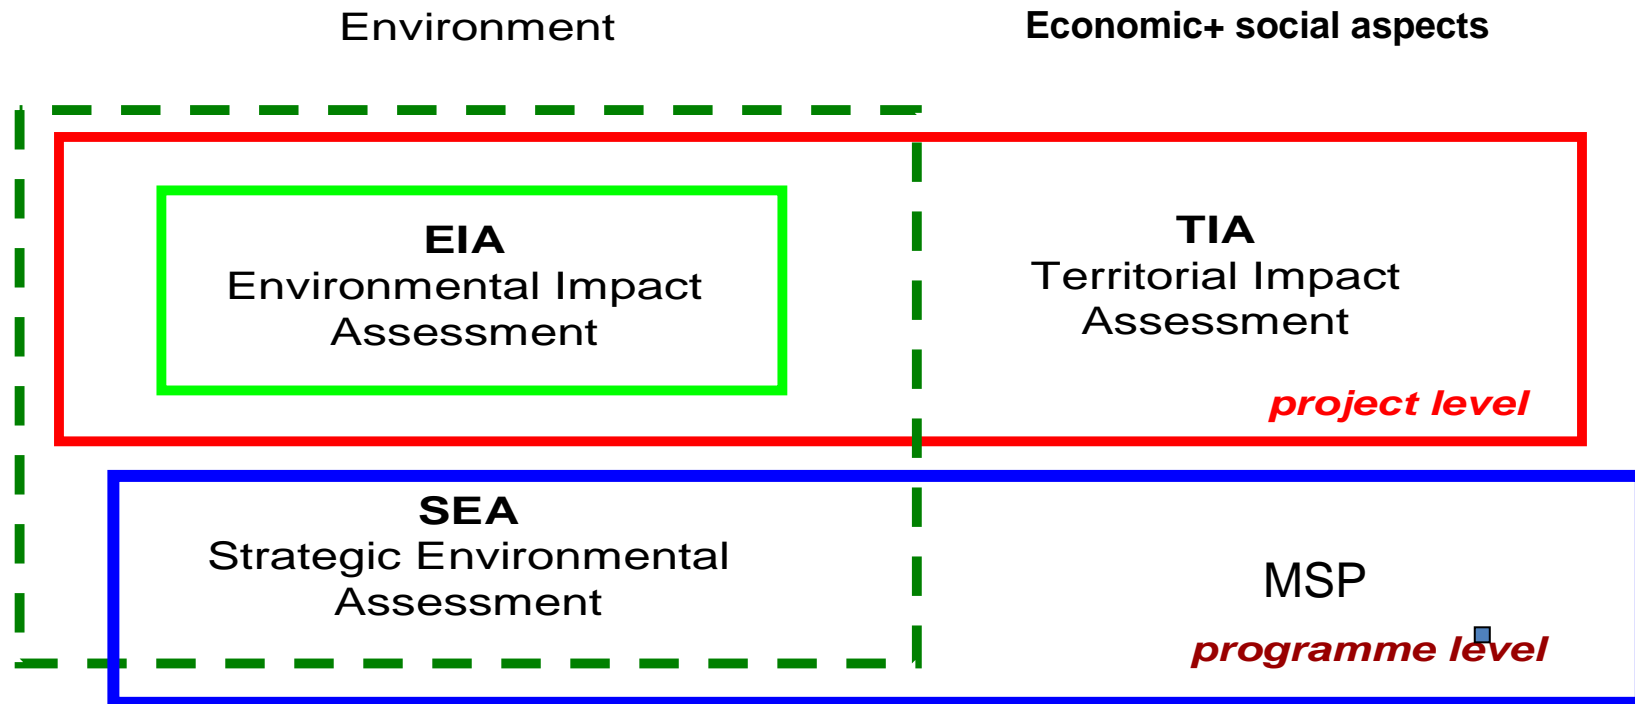 Environment
Economic+ social aspects
EIA
Environmental Impact
Assessment
TIA
Territorial Impact
Assessment
project level
SEA
Strategic Environmental
Assessment
MSP
programme level